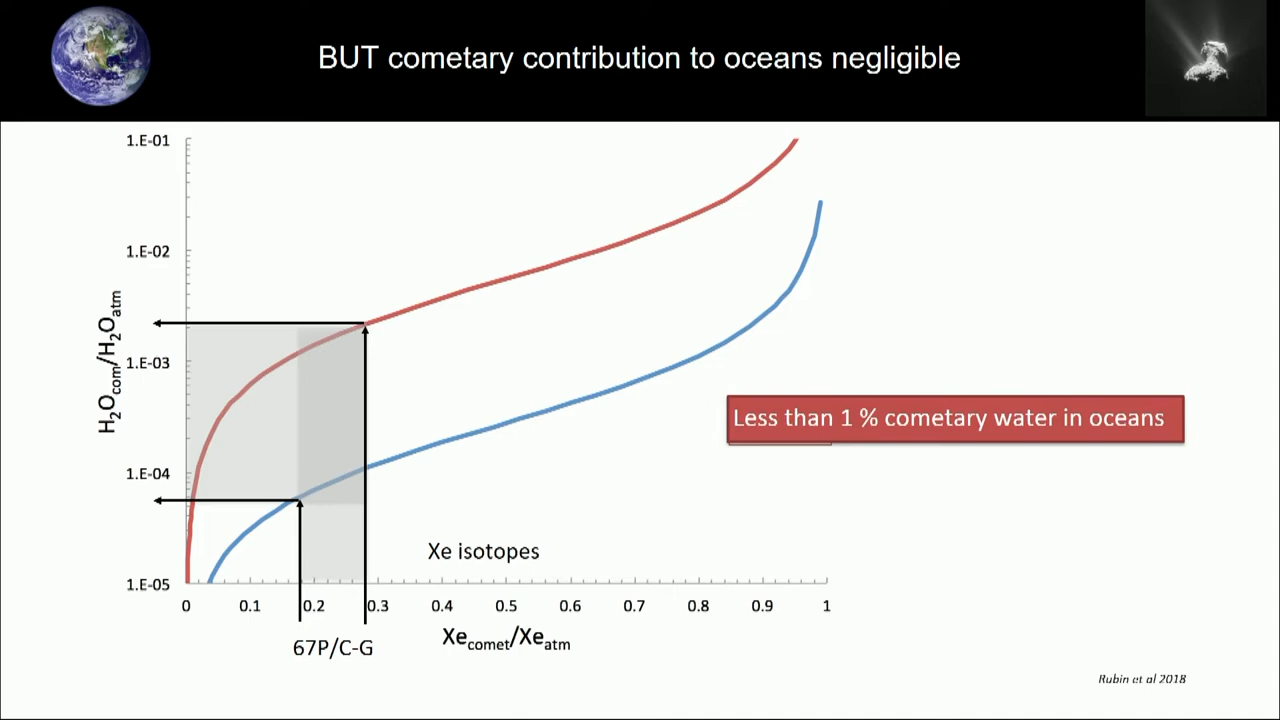 BUT cometary contribution to oceans negligible
1.E-01
1.E-02
1.E-03
1.E-04
1.E-05
H₂Ocom/H₂Oatm
Less than 1 % cometary water in oceans
Xe isotopes
0 0.1 0.2 0.3 0.4 0.5 0.6 0.7 0.8 0.9 1
67P/C-G
Xecomet/Xeatm
Rubin et al 2018